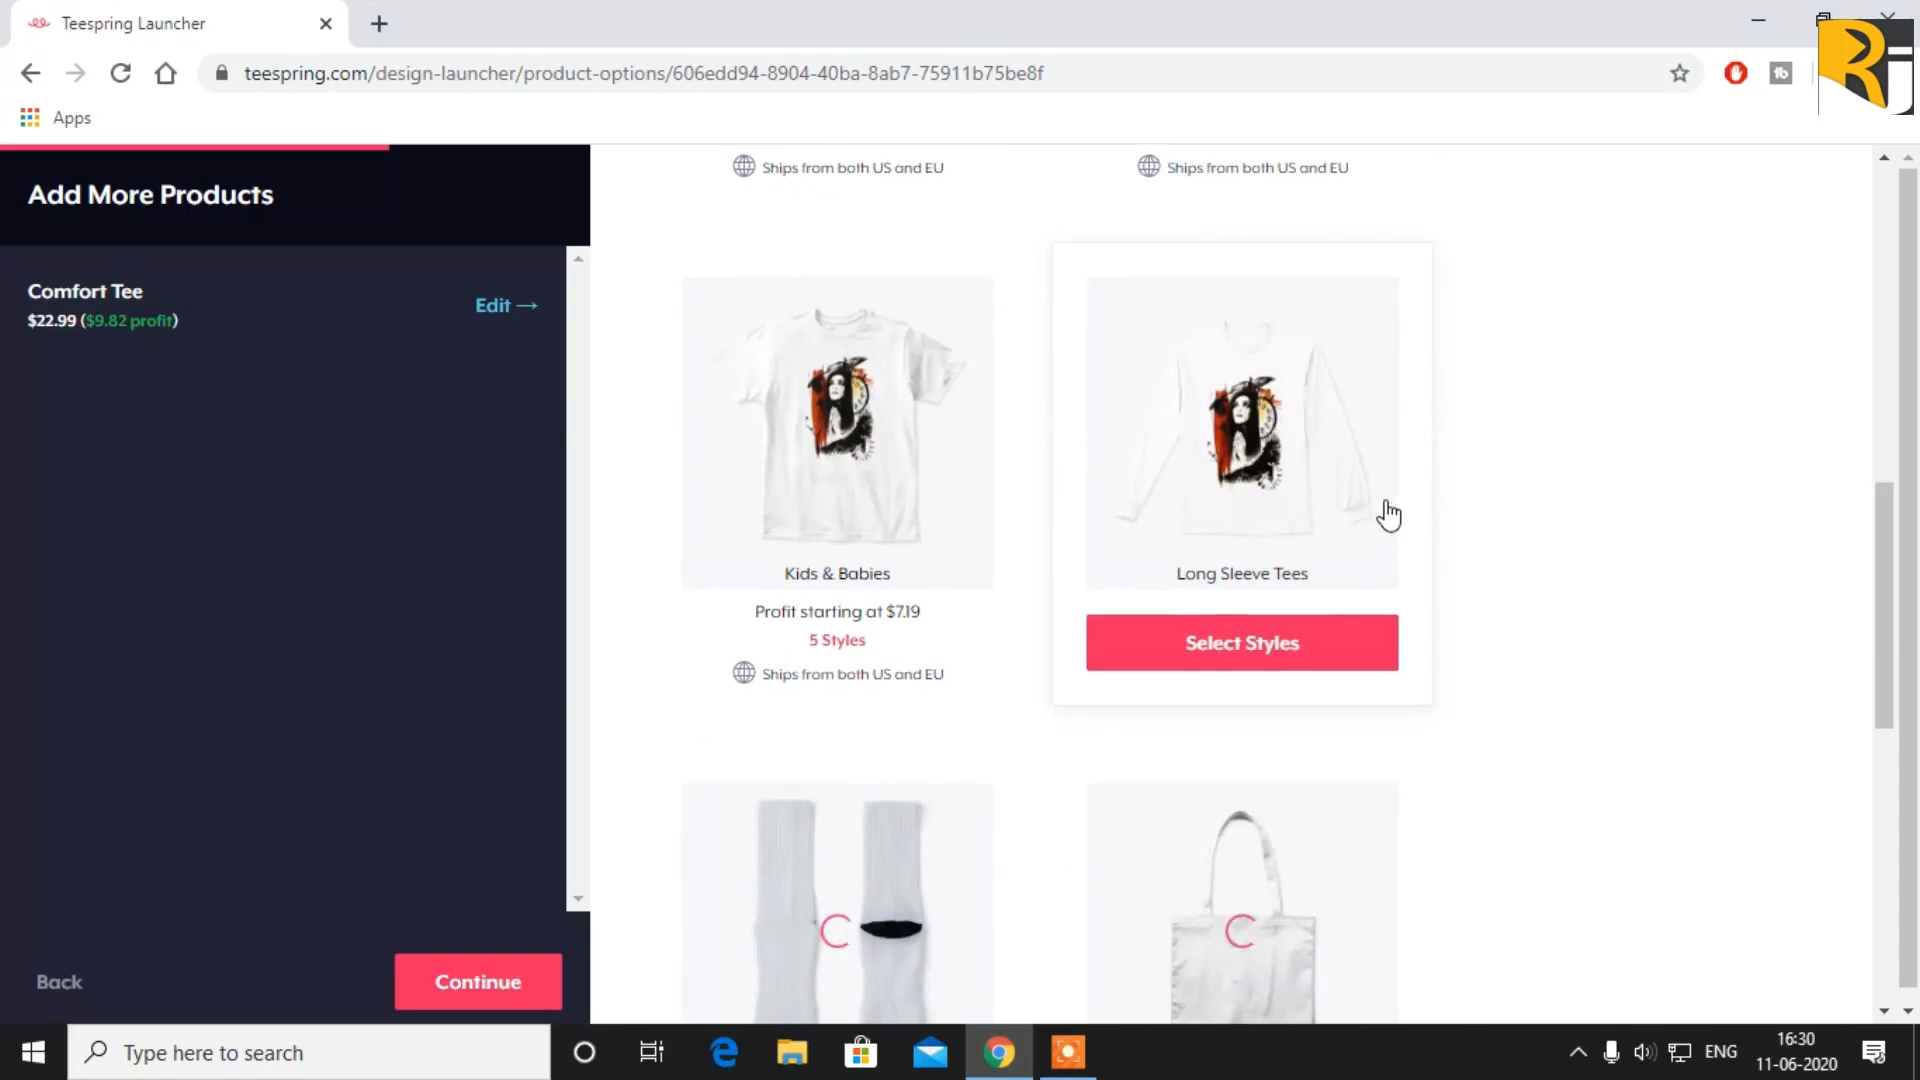 Teespring Launcher
teespring.com/design-launcher/product-options/606edd94-8904-40ba-8ab7-75911b75be8f
Apps
Add More Products
Comfort Tee
$22.99 ($9.82 profit)
Edit →
Back
Continue
Ships from both US and EU
Ships from both US and EU
Kids & Babies
Profit starting at $7.19
5 Styles
Ships from both US and EU
Long Sleeve Tees
Select Styles
Type here to search
ENG
16:30
11-06-2020
RJ